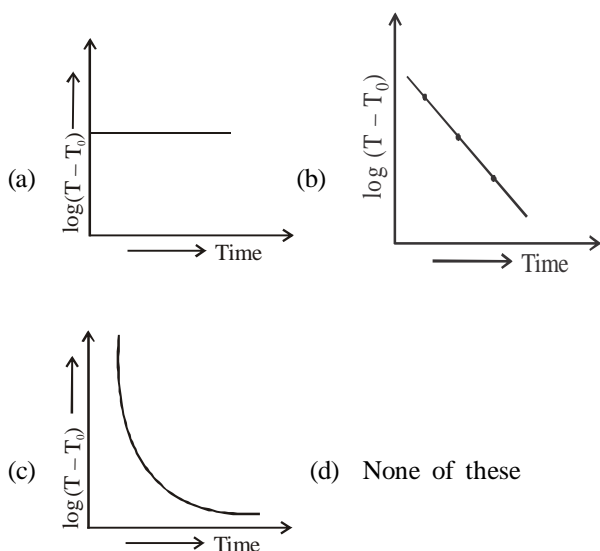 (a)
log(T – T₀)
Time
(b)
log (T – T₀)
Time
(c)
log(T – T₀)
Time
(d) None of these